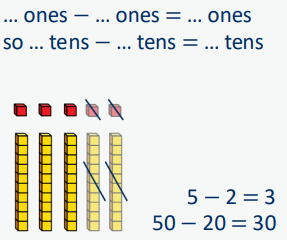 ... ones − ... ones = ... ones
so ... tens − ... tens = ... tens
5 − 2 = 3
50 − 20 = 30